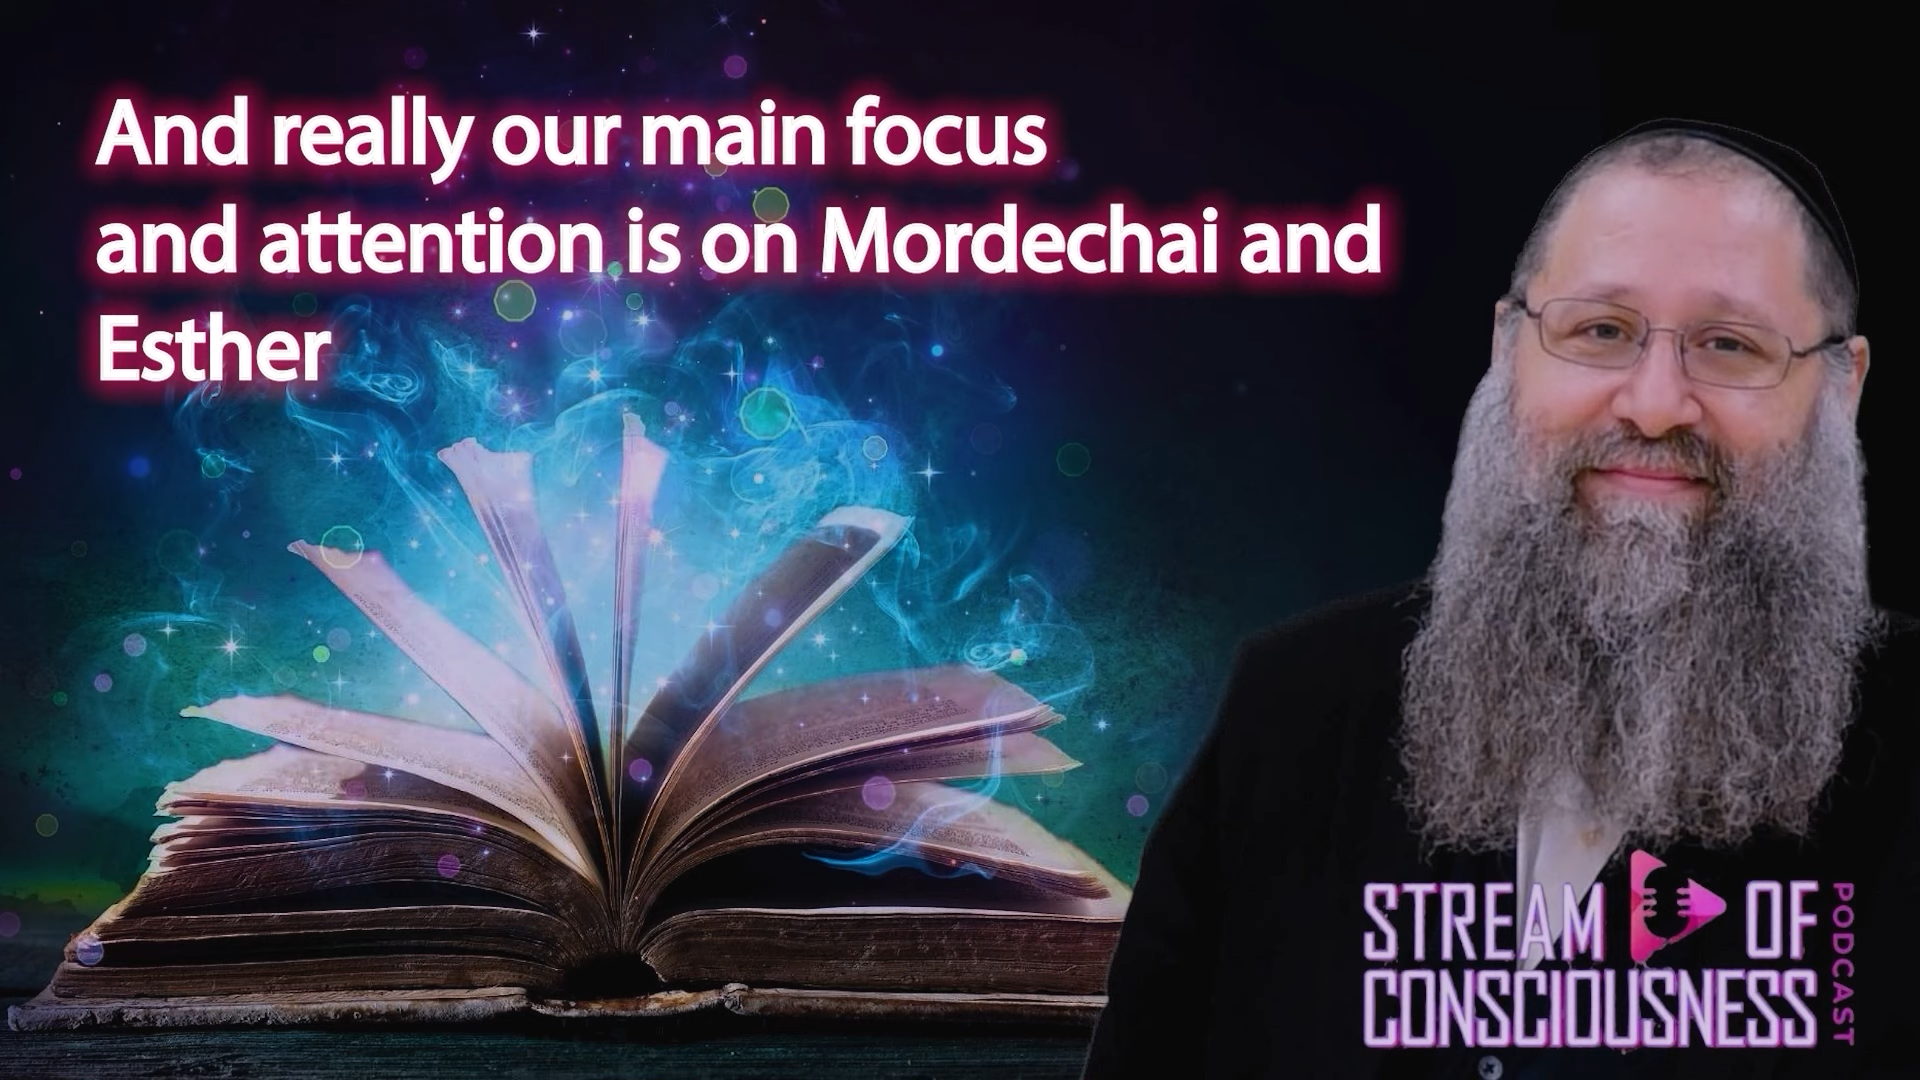 And really our main focus
and attention is on Mordechai and
Esther
STREAM OF
CONSCIOUSNESS
PODCAST